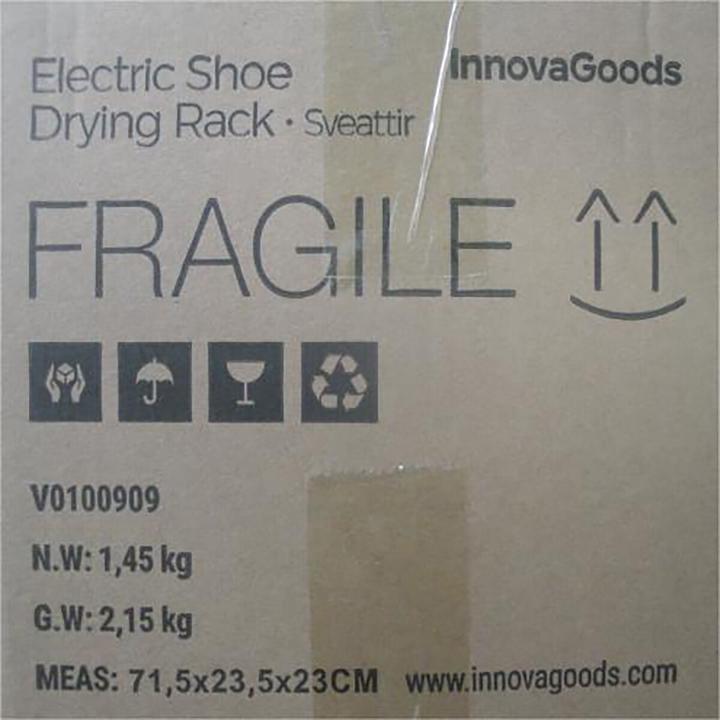 Electric Shoe
Drying Rack · Sveattir
InnovaGoods
FRAGILE
V0100909
N.W: 1,45 kg
G.W: 2,15 kg
MEAS: 71,5x23,5x23CM
www.innovagoods.com